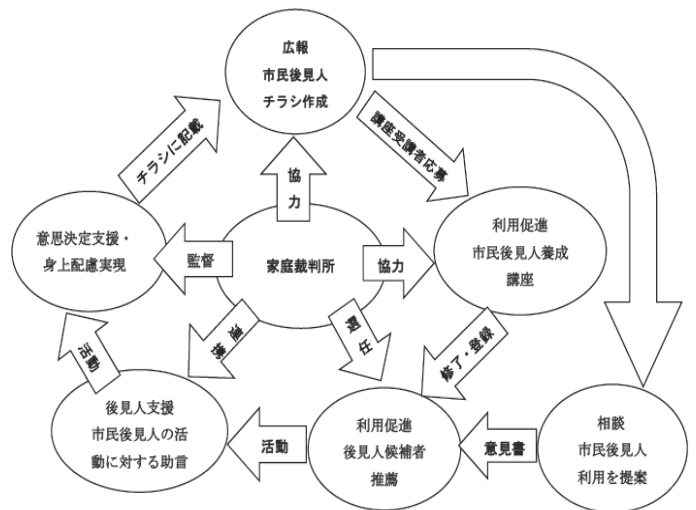 広報
市民後見人
チラシ作成
チラシに記載
協
力
講座受講者応募
意思決定支援・
身上配慮実現
監督
家庭裁判所
協力
利用促進
市民後見人養成
講座
活動
連携
選任
修了・登録
後見人支援
市民後見人の活
動に対する助言
活動
利用促進
後見人候補者
推薦
意見書
相談
市民後見人
利用を提案